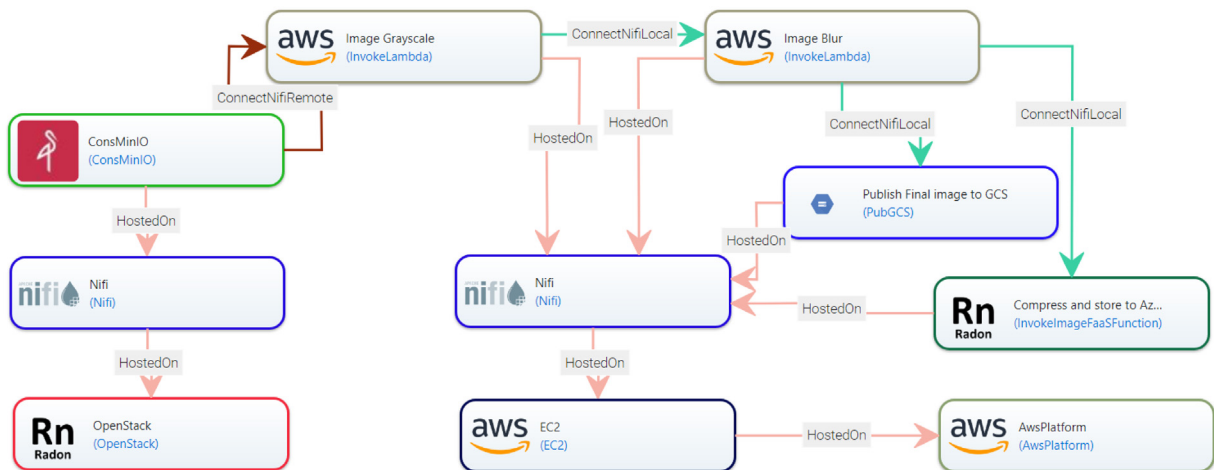 aws
Image Grayscale
(InvokeLambda)
ConnectNifiLocal
aws
Image Blur
(InvokeLambda)
ConnectNifiRemote
ConnectNifiLocal
ConnectNifiLocal
HostedOn
HostedOn
ConsMinIO
(ConsMinIO)
Publish Final image to GCS
(PubGCS)
HostedOn
HostedOn
nifi
Nifi
(Nifi)
nifi
Nifi
(Nifi)
HostedOn
Rn
Radon
Compress and store to Az...
(InvokeImageFaaSFunction)
HostedOn
HostedOn
Rn
Radon
OpenStack
(OpenStack)
aws
EC2
(EC2)
HostedOn
aws
AwsPlatform
(AwsPlatform)